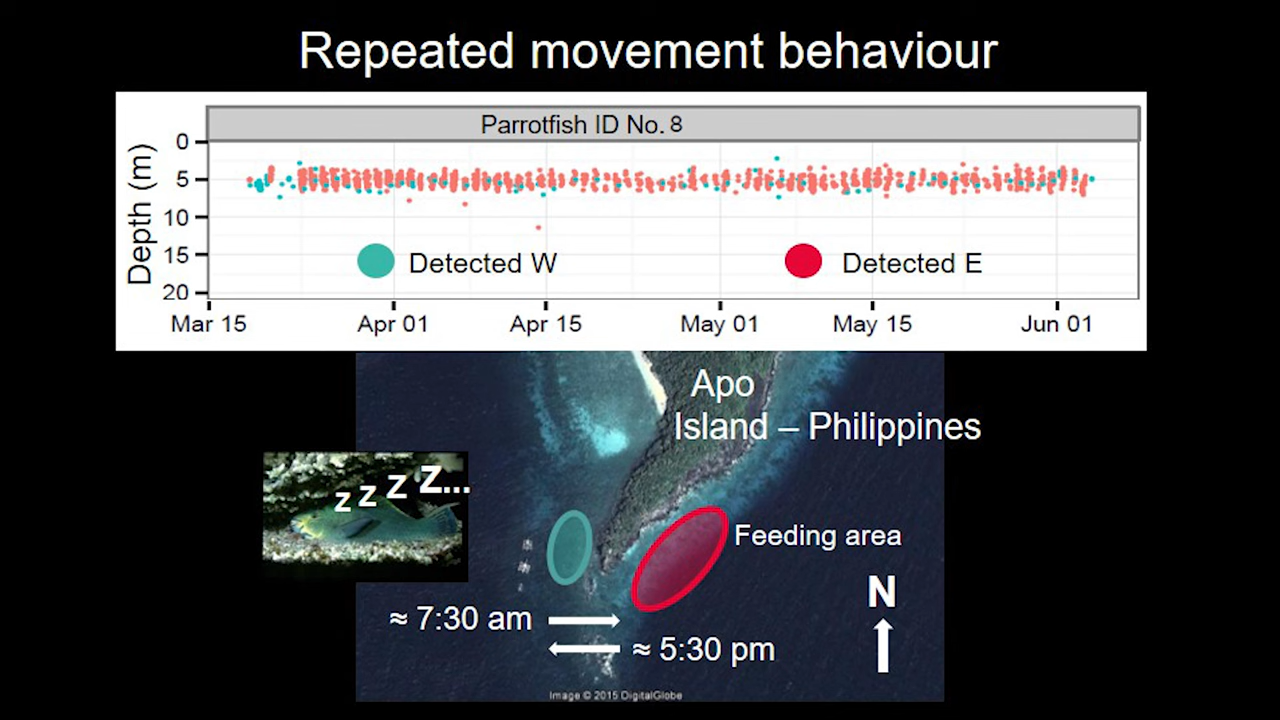 Repeated movement behaviour
Parrotfish ID No. 8
Depth (m)
0
5
10
15
20
Detected W
Detected E
Mar 15
Apr 01
Apr 15
May 01
May 15
Jun 01
Apo
Island – Philippines
z z z z...
Feeding area
N
≈ 7:30 am
≈ 5:30 pm
Image © 2015 DigitalGlobe